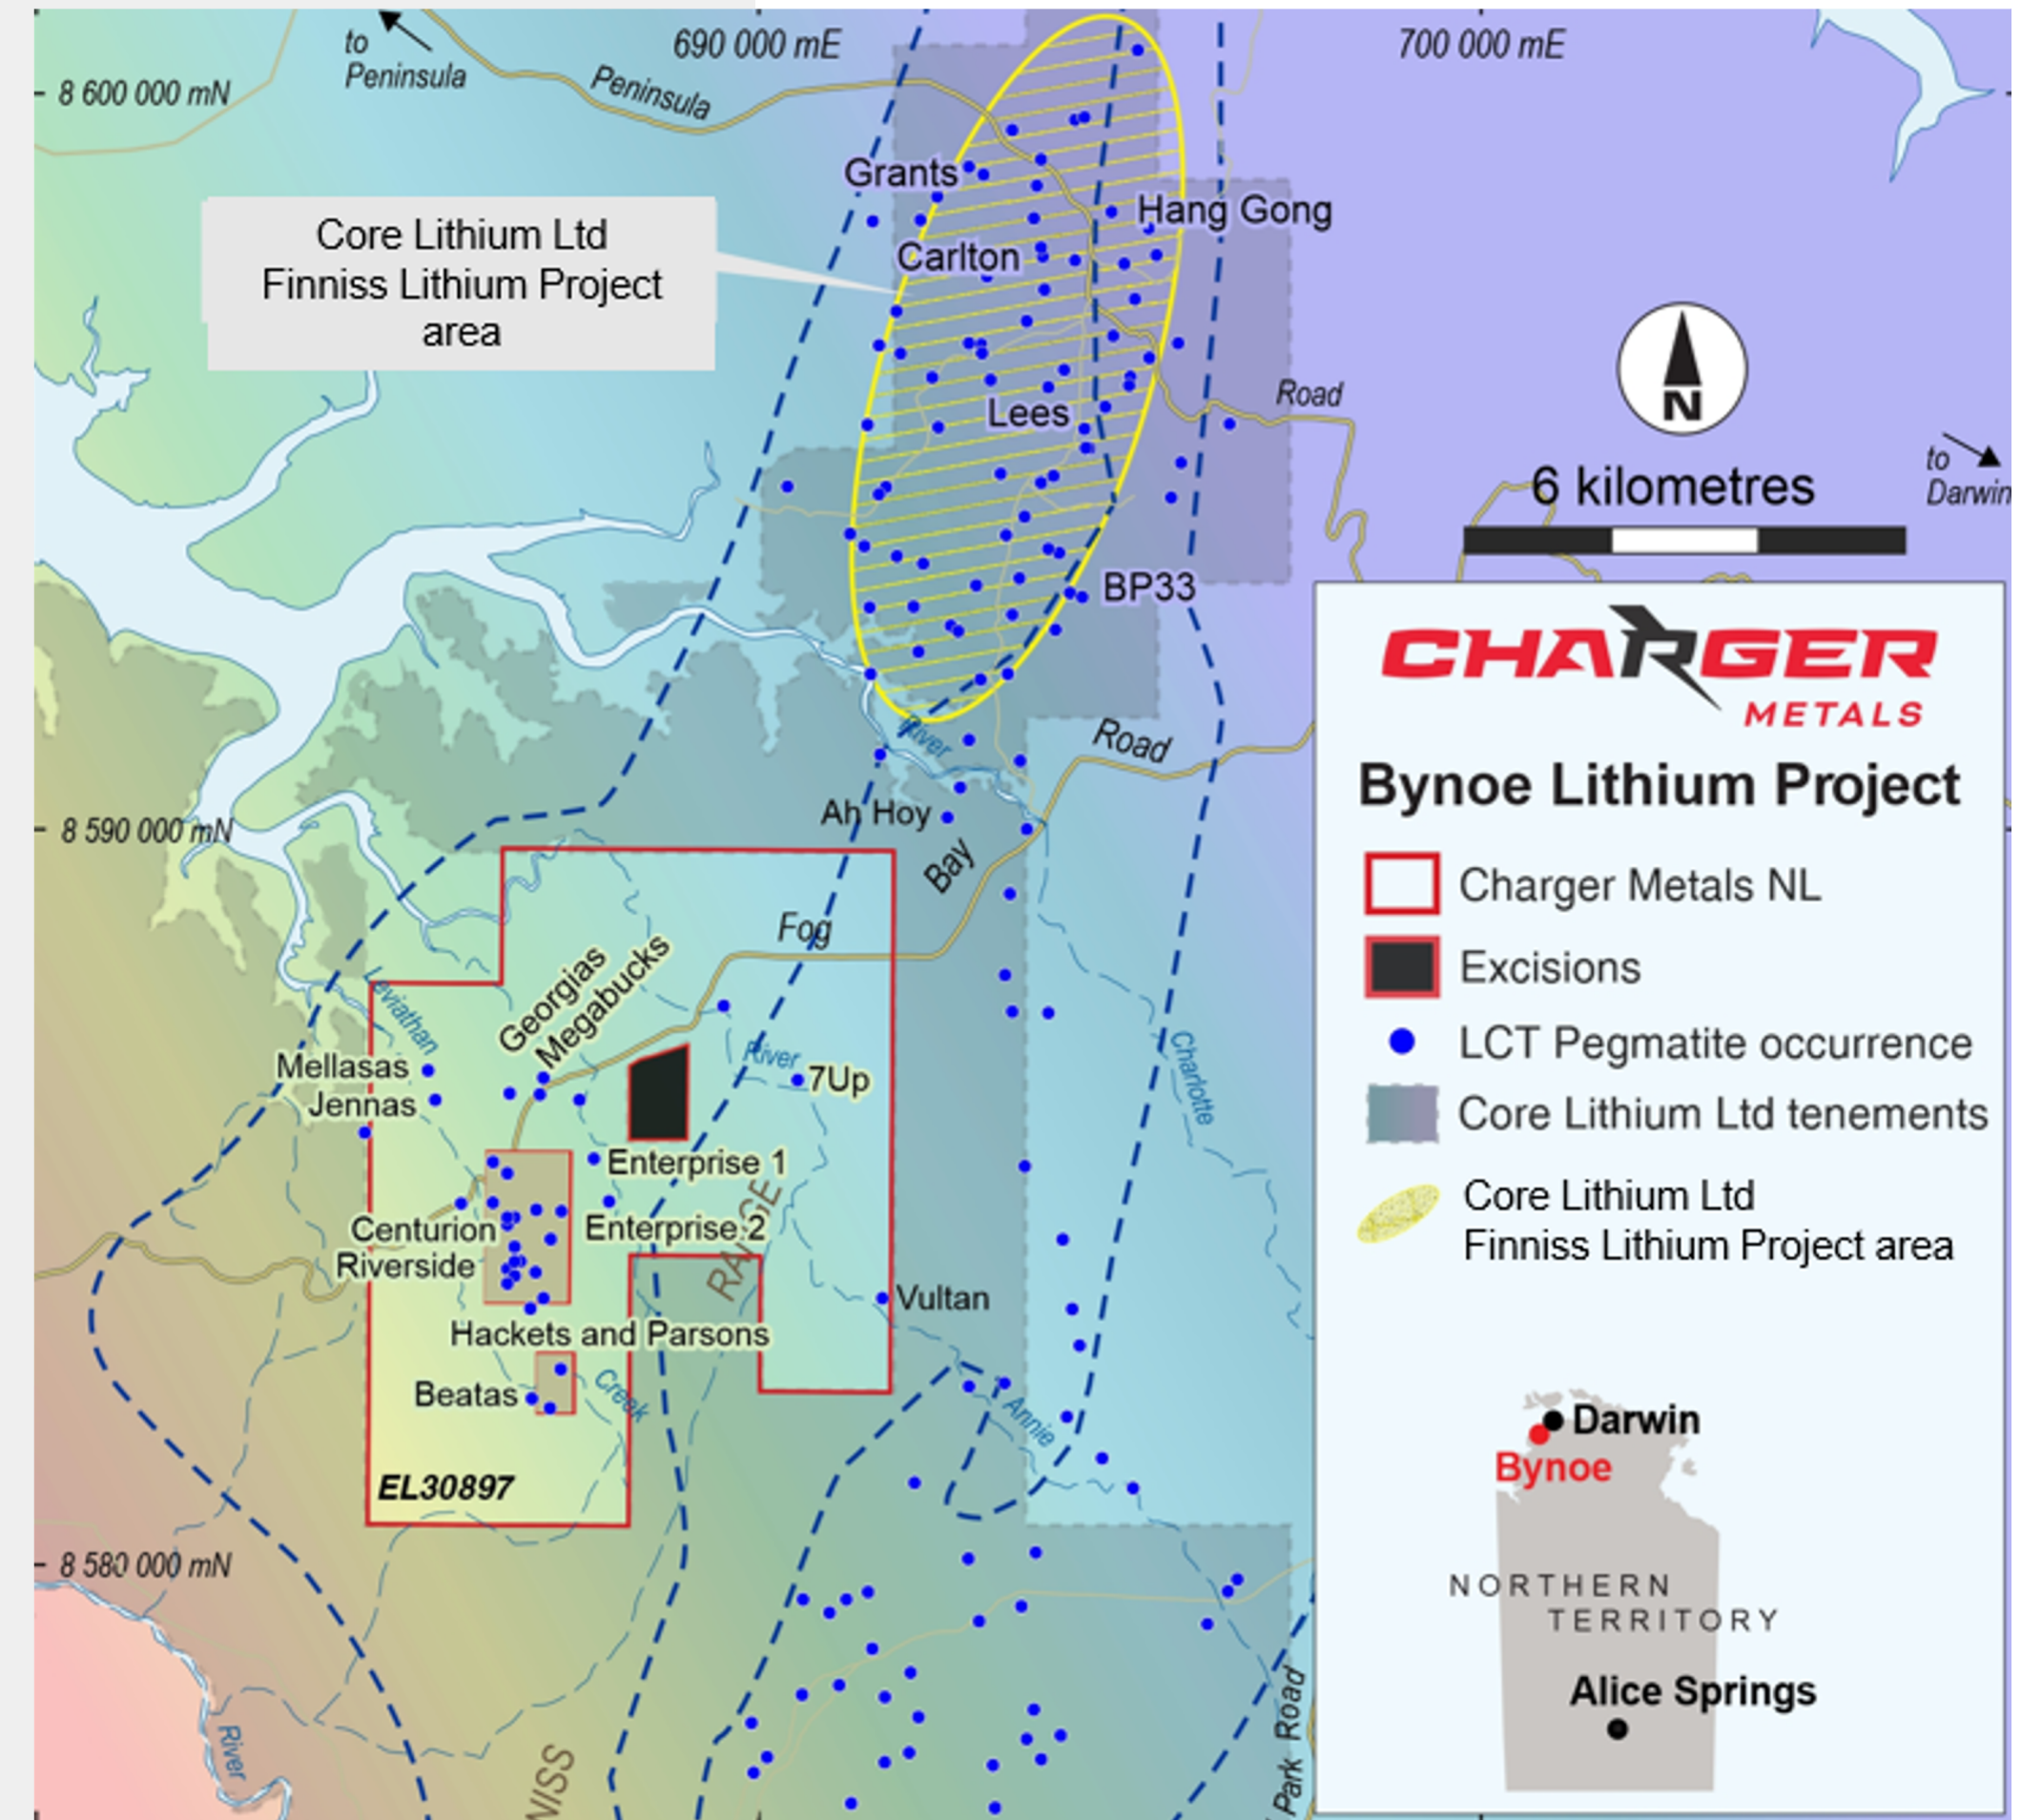 to
Peninsula
Peninsula
690 000 mE
700 000 mE
8 600 000 mN
Grants
Hang Gong
Core Lithium Ltd
Finniss Lithium Project
area
Carlton
N
Road
Lees
to
Darwin
6 kilometres
BP33
River
Road
Ah Hoy
8 590 000 mN
Bay
Fog
Georgias
Megabucks
Leviathan
Mellasas
Jennas
River
7Up
Charlotte
Enterprise 1
Centurion
Enterprise 2
Riverside
RANGE
Vultan
Hackets and Parsons
Beatas
Creek
Annie
EL30897
8 580 000 mN
River
NISS
Park Road
CHARGER
METALS
Bynoe Lithium Project
Charger Metals NL
Excisions
LCT Pegmatite occurrence
Core Lithium Ltd tenements
Core Lithium Ltd
Finniss Lithium Project area
Darwin
Bynoe
NORTHERN
TERRITORY
Alice Springs